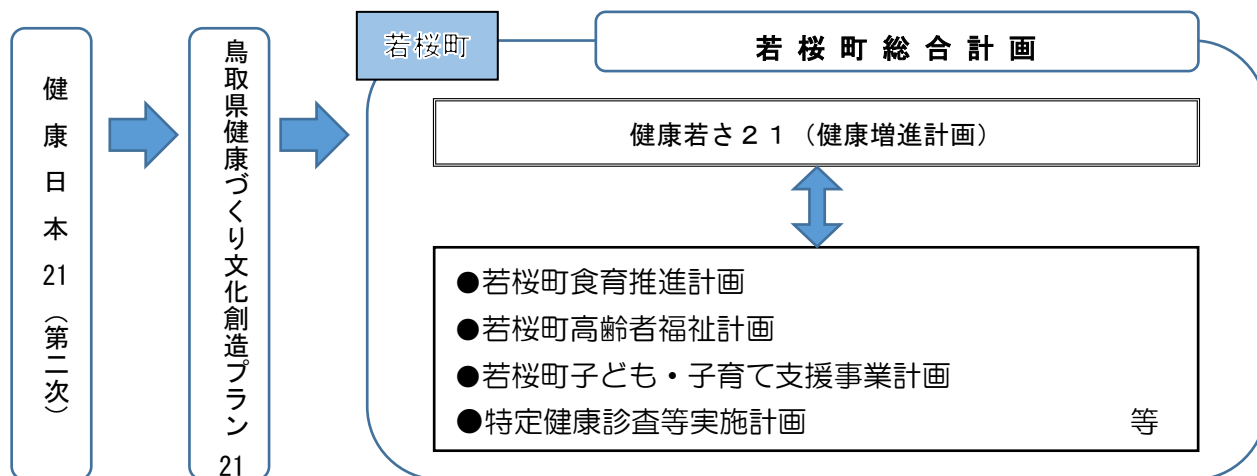 健康日本21（第二次）
鳥取県健康づくり文化創造プラン21
若桜町
若桜町総合計画
健康若さ２１（健康増進計画）
●若桜町食育推進計画
●若桜町高齢者福祉計画
●若桜町子ども・子育て支援事業計画
●特定健康診査等実施計画　等